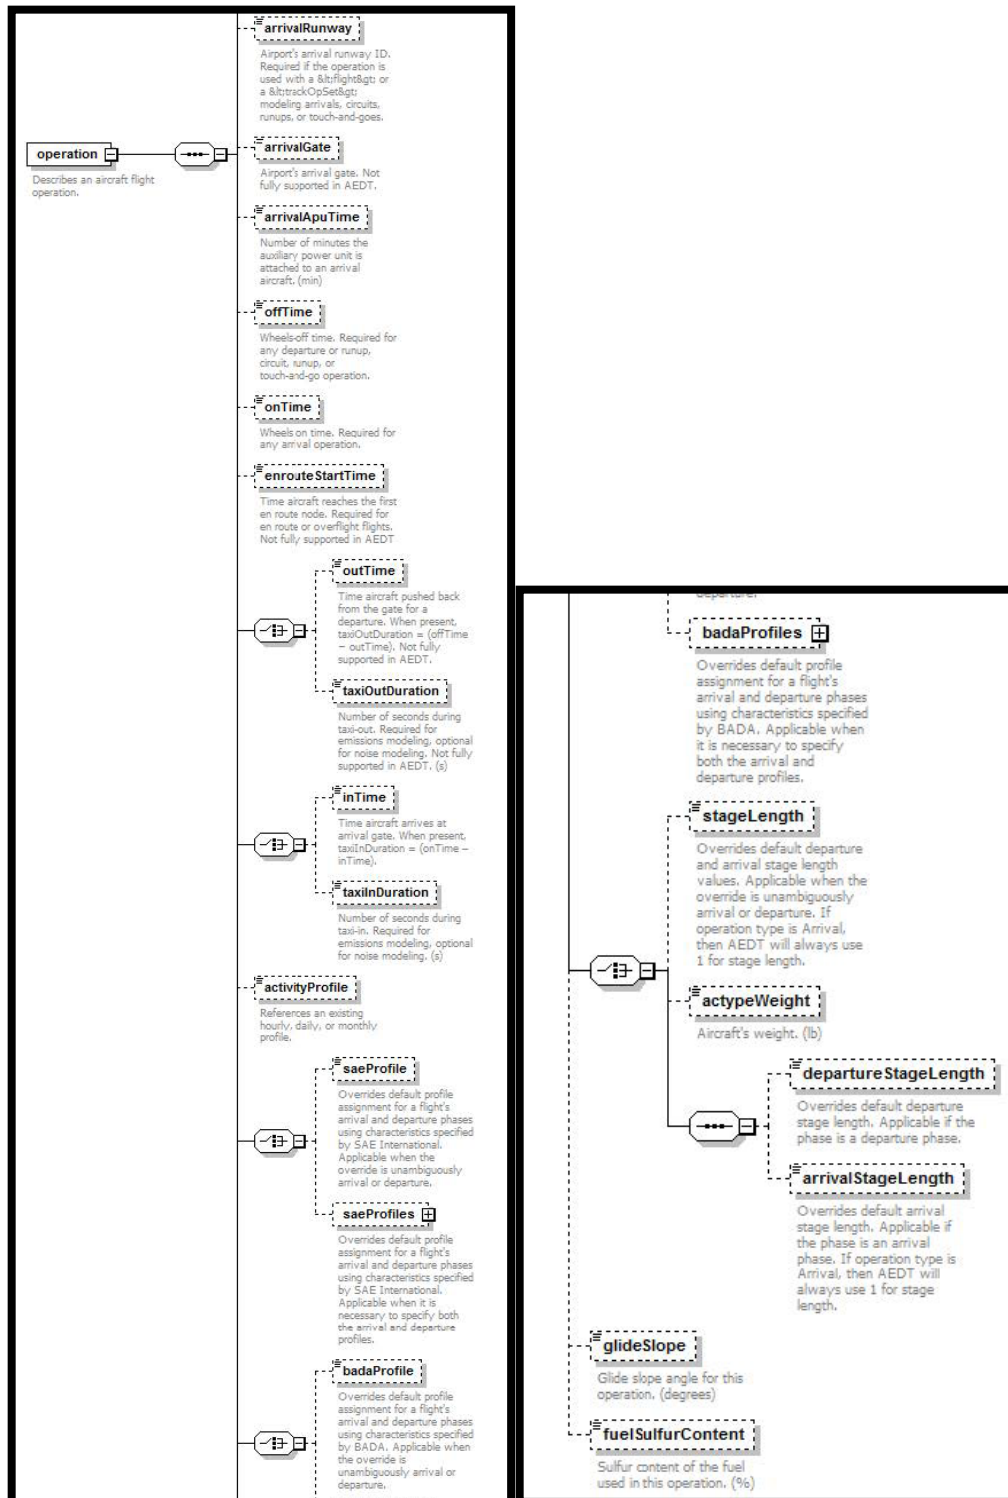 arrivalRunway
Airport's arrival runway ID.
Required if the operation is
used with a &lt;flight&gt; or
a &lt;trackOpSet&gt;
modeling arrivals, circuits,
runups, or touch-and-goes.
operation
Describes an aircraft flight
operation.
arrivalGate
Airport's arrival gate. Not
fully supported in AEDT.
arrivalApuTime
Number of minutes the
auxiliary power unit is
attached to an arrival
aircraft. (min)
offTime
Wheels-off time. Required for
any departure or runup,
circuit, runup, or
touch-and-go operation.
onTime
Wheels on time. Required for
any arrival operation.
enrouteStartTime
Time aircraft reaches the first
en route node. Required for
en route or overflight flights.
Not fully supported in AEDT
outTime
Time aircraft pushed back
from the gate for a
departure. When present,
taxiOutDuration = (offTime
– outTime). Not fully
supported in AEDT.
taxiOutDuration
Number of seconds during
taxi-out. Required for
emissions modeling, optional
for noise modeling. Not fully
supported in AEDT. (s)
inTime
Time aircraft arrives at
arrival gate. When present,
taxiInDuration = (onTime –
inTime).
taxiInDuration
Number of seconds during
taxi-in. Required for
emissions modeling, optional
for noise modeling. (s)
activityProfile
References an existing
hourly, daily, or monthly
profile.
saeProfile
Overrides default profile
assignment for a flight's
arrival and departure phases
using characteristics specified
by SAE International.
Applicable when the
override is unambiguously
arrival or departure.
saeProfiles
Overrides default profile
assignment for a flight's
arrival and departure phases
using characteristics specified
by SAE International.
Applicable when it is
necessary to specify both
the arrival and departure
profiles.
badaProfile
Overrides default profile
assignment for a flight's
arrival and departure phases
using characteristics specified
by BADA. Applicable when
the override is
unambiguously arrival or
departure.
departure.
badaProfiles
Overrides default profile
assignment for a flight's
arrival and departure phases
using characteristics specified
by BADA. Applicable when
it is necessary to specify
both the arrival and
departure profiles.
stageLength
Overrides default departure
and arrival stage length
values. Applicable when the
override is unambiguously
arrival or departure. If
operation type is Arrival,
then AEDT will always use
1 for stage length.
actypeWeight
Aircraft's weight. (lb)
departureStageLength
Overrides default departure
stage length. Applicable if the
phase is a departure phase.
arrivalStageLength
Overrides default arrival
stage length. Applicable if
the phase is an arrival
phase. If operation type is
Arrival, then AEDT will
always use 1 for stage
length.
glideSlope
Glide slope angle for this
operation. (degrees)
fuelSulfurContent
Sulfur content of the fuel
used in this operation. (%)